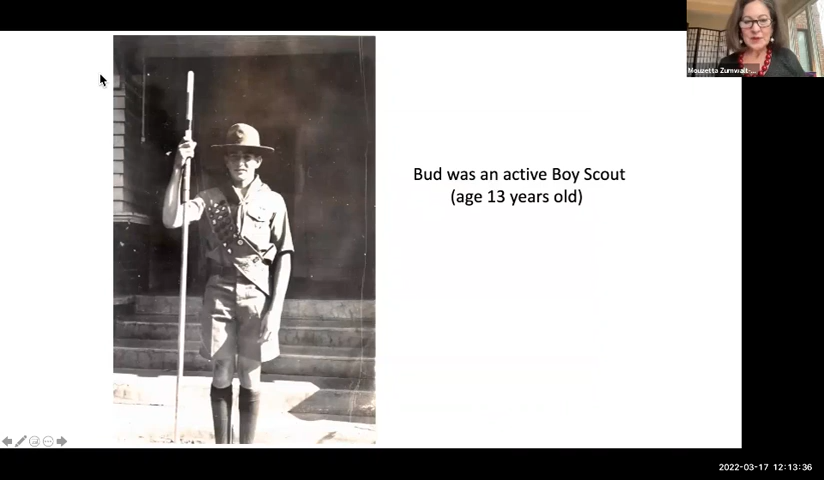 Mouzetta Zumwalt-...
Bud was an active Boy Scout
(age 13 years old)
2022-03-17 12:13:36